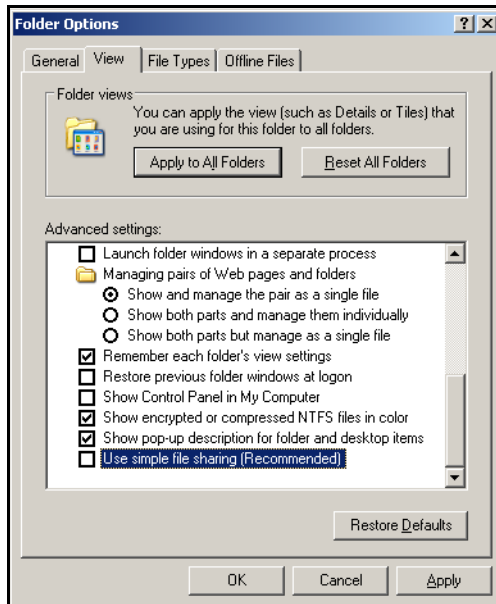 Folder Options
General View File Types Offline Files
Folder views
You can apply the view (such as Details or Tiles) that
you are using for this folder to all folders.
Apply to All Folders Reset All Folders
Advanced settings:
Launch folder windows in a separate process
Managing pairs of Web pages and folders
Show and manage the pair as a single file
Show both parts and manage them individually
Show both parts but manage as a single file
Remember each folder's view settings
Restore previous folder windows at logon
Show Control Panel in My Computer
Show encrypted or compressed NTFS files in color
Show pop-up description for folder and desktop items
Use simple file sharing (Recommended)
Restore Defaults
OK Cancel Apply